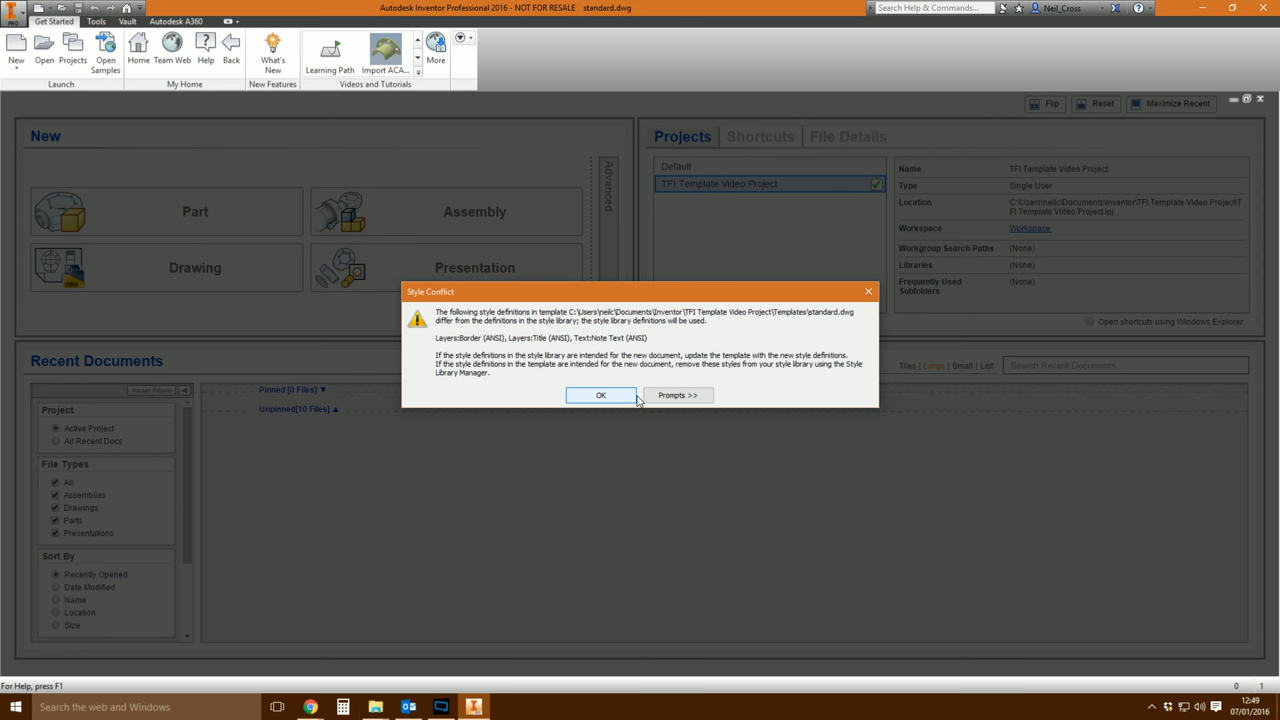 Autodesk Inventor Professional 2016 - NOT FOR RESALE standard.dwg
Search Help & Commands...
Neil_Cross
PRO
Get Started
Tools
Vault
Autodesk A360
New
Open
Projects
Open Samples
Home
Team Web
Help
Back
What's New
Learning Path
Import ACA...
More
Launch
My Home
New Features
Videos and Tutorials
Flip
Reset
Maximize Recent
New
Part
Assembly
Drawing
Presentation
Advanced
Projects
Shortcuts
File Details
Default
TFI Template Video Project
Name
TFI Template Video Project
Type
Single User
Location
C:\Users\neilc\Documents\Inventor\TFI Template Video Project\T
FI Template Video Project.ipj
Workspace
Workspace:
Workgroup Search Paths
(None)
Libraries
(None)
Frequently Used
Subfolders
(None)
Open shortcuts using Windows Explorer
Style Conflict
The following style definitions in template C:\Users\neilc\Documents\Inventor\TFI Template Video Project\Templates\standard.dwg
differ from the definitions in the style library; the style library definitions will be used.
Layers:Border (ANSI), Layers:Title (ANSI), Text:Note Text (ANSI)
If the style definitions in the style library are intended for the new document, update the template with the new style definitions.
If the style definitions in the template are intended for the new document, remove these styles from your style library using the Style
Library Manager.
OK
Prompts >>
Recent Documents
Tiles | Large | Small | List
Search Recent Documents...
Recent Filters
Pinned [0 Files]
Unpinned[10 Files]
Project
Active Project
All Recent Docs
File Types
All
Assemblies
Drawings
Parts
Presentations
Sort By
Recently Opened
Date Modified
Name
Location
Size
For Help, press F1
0
1
Search the web and Windows
12:49
07/01/2016